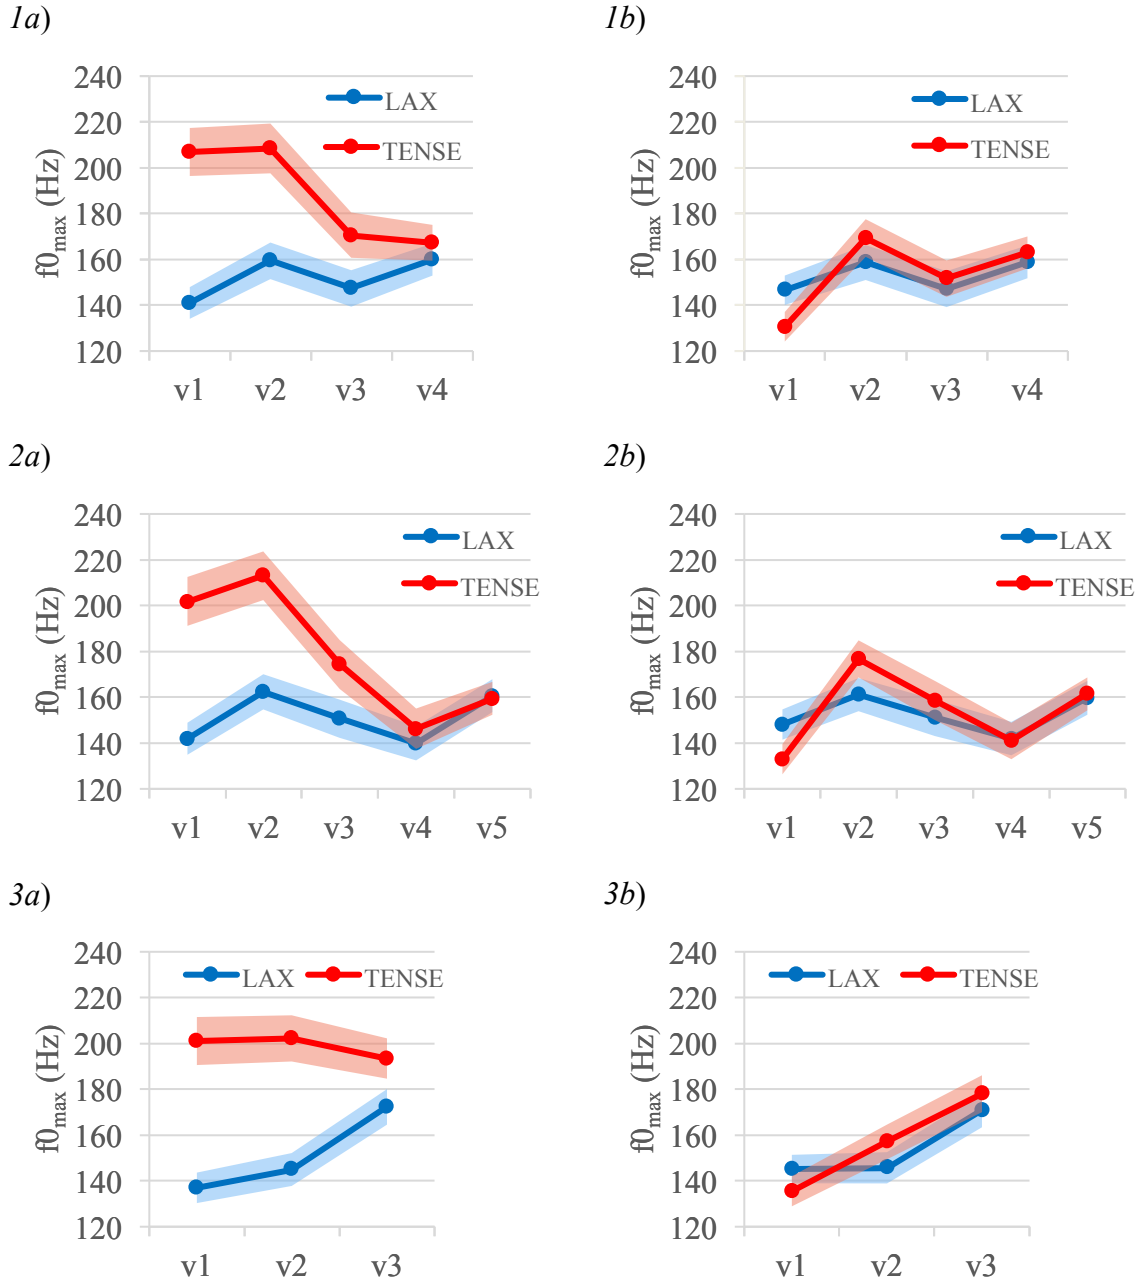 1a)
240
220
200
180
160
140
120
f0max (Hz)
LAX
TENSE
v1 v2 v3 v4
1b)
240
220
200
180
160
140
120
f0max (Hz)
LAX
TENSE
v1 v2 v3 v4
2a)
240
220
200
180
160
140
120
f0max (Hz)
LAX
TENSE
v1 v2 v3 v4 v5
2b)
240
220
200
180
160
140
120
f0max (Hz)
LAX
TENSE
v1 v2 v3 v4 v5
3a)
240
220
200
180
160
140
120
f0max (Hz)
LAX TENSE
v1 v2 v3
3b)
240
220
200
180
160
140
120
f0max (Hz)
LAX TENSE
v1 v2 v3